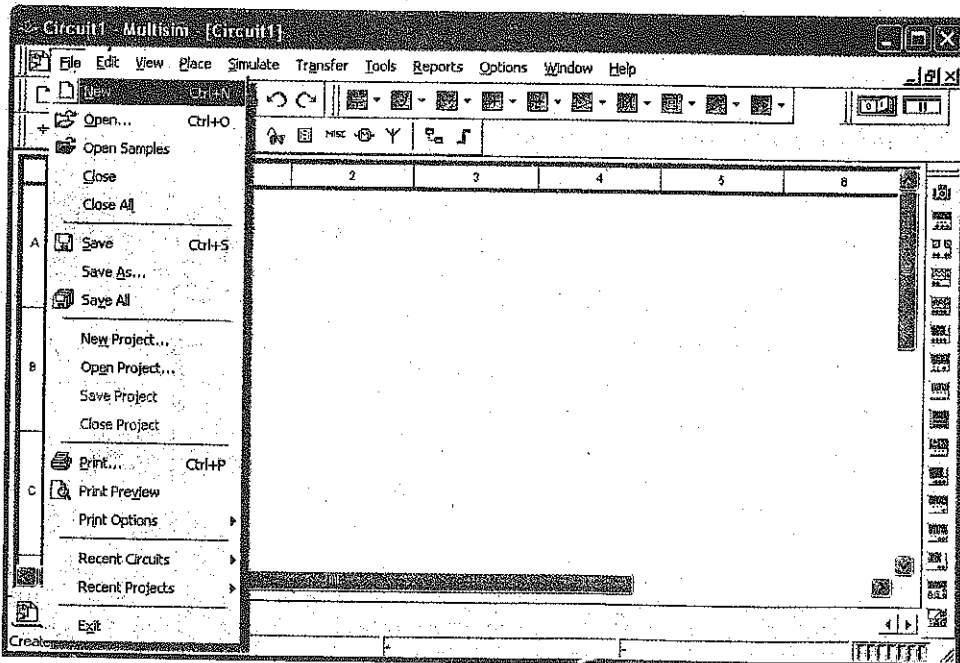 Circuit1 - Multisim - [Circuit1]
File Edit View Place Simulate Transfer Tools Reports Options Window Help
New Ctrl+N
Open... Ctrl+O
Open Samples
Close
Close All
Save Ctrl+S
Save As...
Save All
New Project...
Open Project...
Save Project
Close Project
Print... Ctrl+P
Print Preview
Print Options
Recent Circuits
Recent Projects
Exit
MISC
2 3 4 5 6
A
B
C